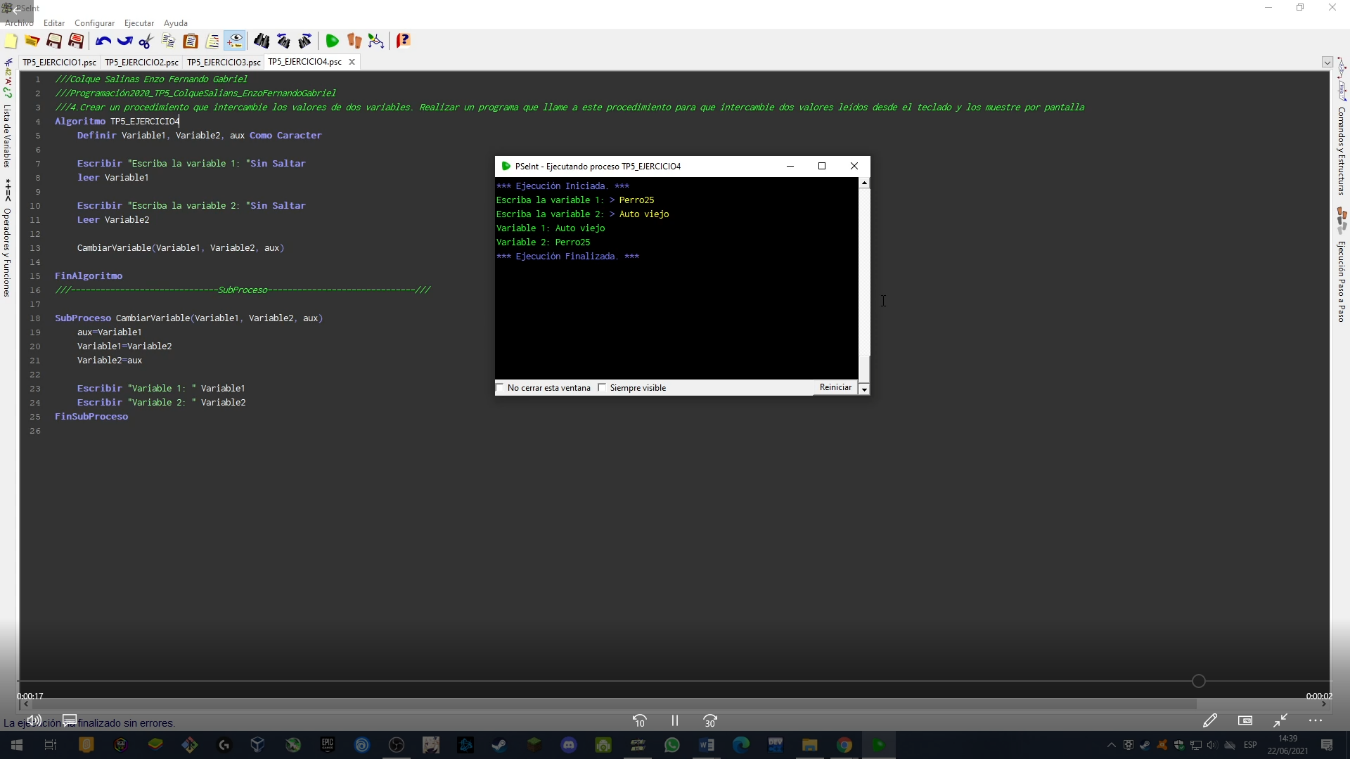 PSeInt
Archivo Editar Configurar Ejecutar Ayuda
TP5_EJERCICIO1.psc TP5_EJERCICIO2.psc TP5_EJERCICIO3.psc TP5_EJERCICIO4.psc
Lista de Variables
Operadores y Funciones
Comandos y Estructuras
Ejecución Paso a Paso
1 ///Colque Salinas Enzo Fernando Gabriel
2 ///Programación2020_TP5_ColqueSalians_EnzoFernandoGabriel
3 ///4.Crear un procedimiento que intercambie los valores de dos variables. Realizar un programa que llame a este procedimiento para que intercambie dos valores leídos desde el teclado y los muestre por pantalla
4 Algoritmo TP5_EJERCICIO4
5 Definir Variable1, Variable2, aux Como Caracter
6
7 Escribir "Escriba la variable 1: "Sin Saltar
8 leer Variable1
9
10 Escribir "Escriba la variable 2: "Sin Saltar
11 Leer Variable2
12
13 CambiarVariable(Variable1, Variable2, aux)
14
15 FinAlgoritmo
16 ///------------------------------SubProceso------------------------------///
17
18 SubProceso CambiarVariable(Variable1, Variable2, aux)
19 aux=Variable1
20 Variable1=Variable2
21 Variable2=aux
22
23 Escribir "Variable 1: " Variable1
24 Escribir "Variable 2: " Variable2
25 FinSubProceso
26
PSeInt - Ejecutando proceso TP5_EJERCICIO4
*** Ejecución Iniciada. ***
Escriba la variable 1: > Perro25
Escriba la variable 2: > Auto viejo
Variable 1: Auto viejo
Variable 2: Perro25
*** Ejecución Finalizada. ***
No cerrar esta ventana Siempre visible Reiniciar
0:00:17 0:00:02
La ejecución ha finalizado sin errores.
10 30
ESP
14:39
22/06/2021